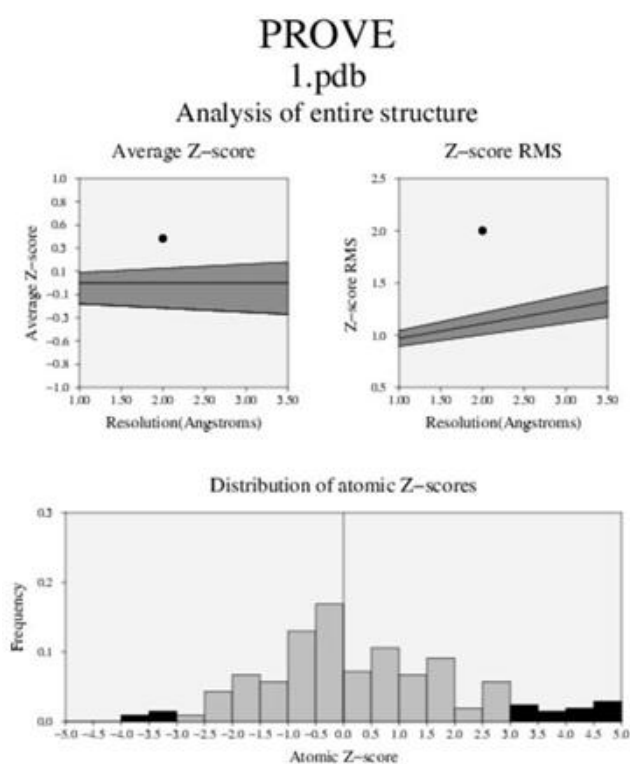 PROVE
1.pdb
Analysis of entire structure
Average Z-score
Z-score RMS
1.0
0.8
0.6
0.3
0.1
-0.1
-0.3
-0.6
-0.8
-1.0
Average Z-score
1.00 1.50 2.00 2.50 3.00 3.50
Resolution(Angstroms)
2.5
2.0
1.5
1.0
0.5
Z-score RMS
1.00 1.50 2.00 2.50 3.00 3.50
Resolution(Angstroms)
Distribution of atomic Z-scores
0.3
0.2
0.1
0.0
Frequency
-5.0 -4.5 -4.0 -3.5 -3.0 -2.5 -2.0 -1.5 -1.0 -0.5 0.0 0.5 1.0 1.5 2.0 2.5 3.0 3.5 4.0 4.5 5.0
Atomic Z-score